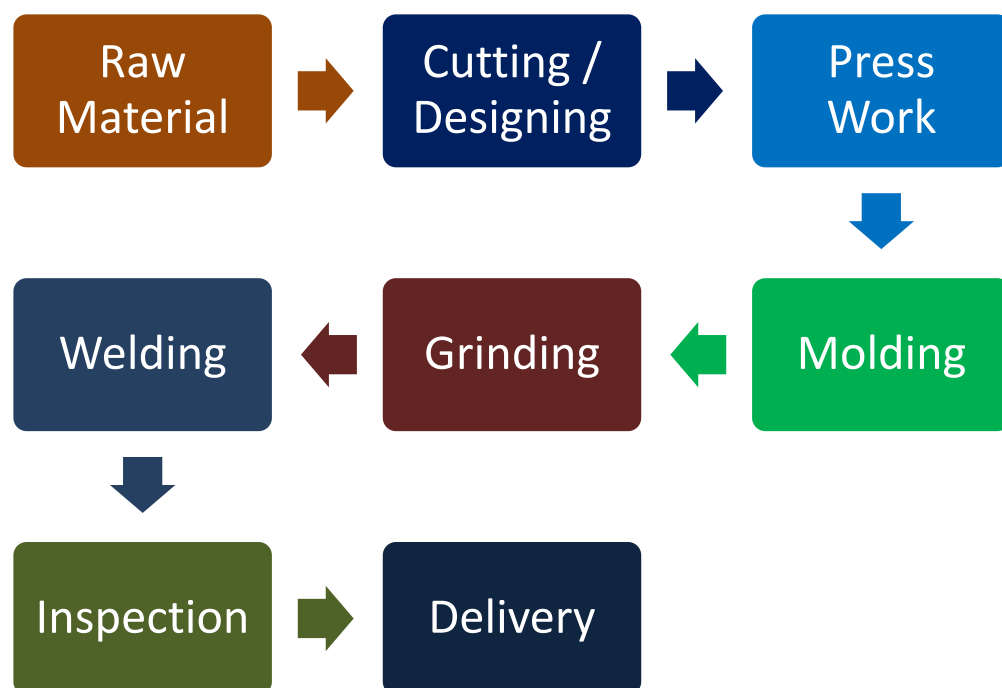 Raw
Material
Cutting /
Designing
Press
Work
Welding
Grinding
Molding
Inspection
Delivery